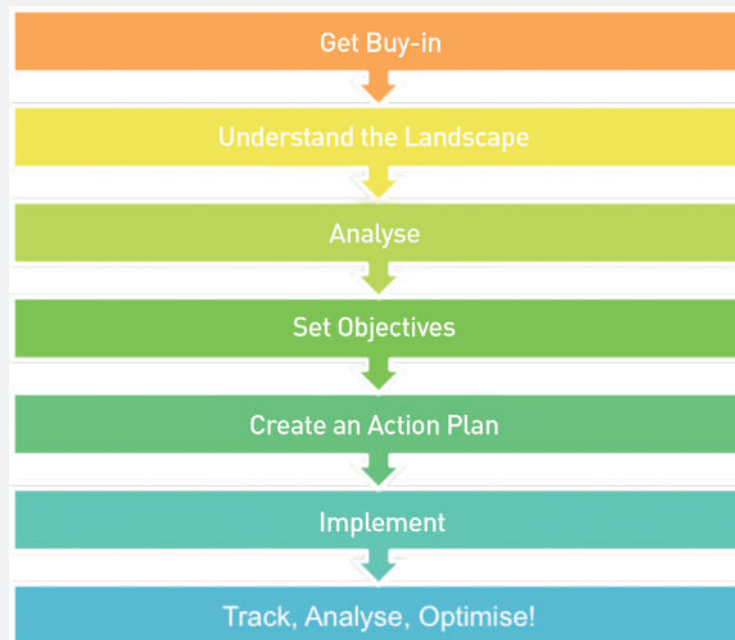 Get Buy-in
Understand the Landscape
Analyse
Set Objectives
Create an Action Plan
Implement
Track, Analyse, Optimise!